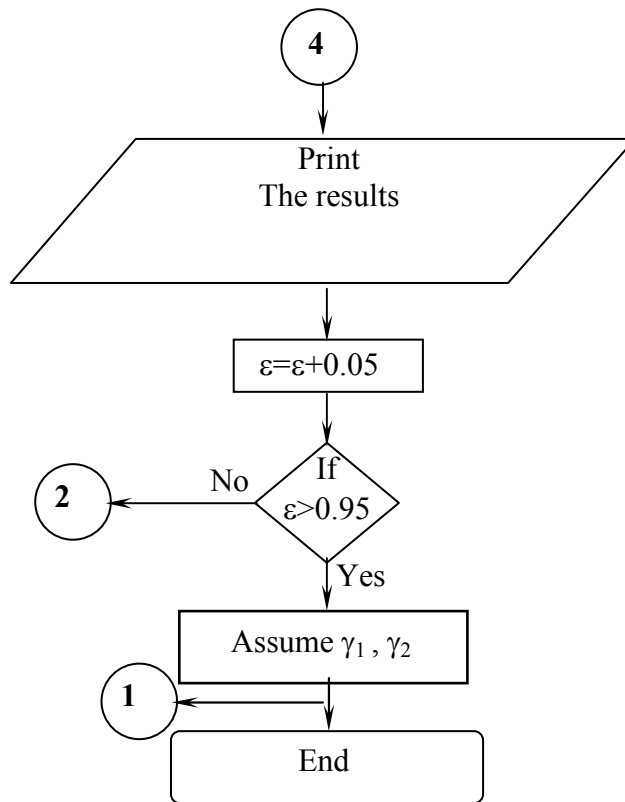 4
Print
The results
ε=ε+0.05
If
No
ε>0.95
2
Yes
Assume γ₁ , γ₂
1
End